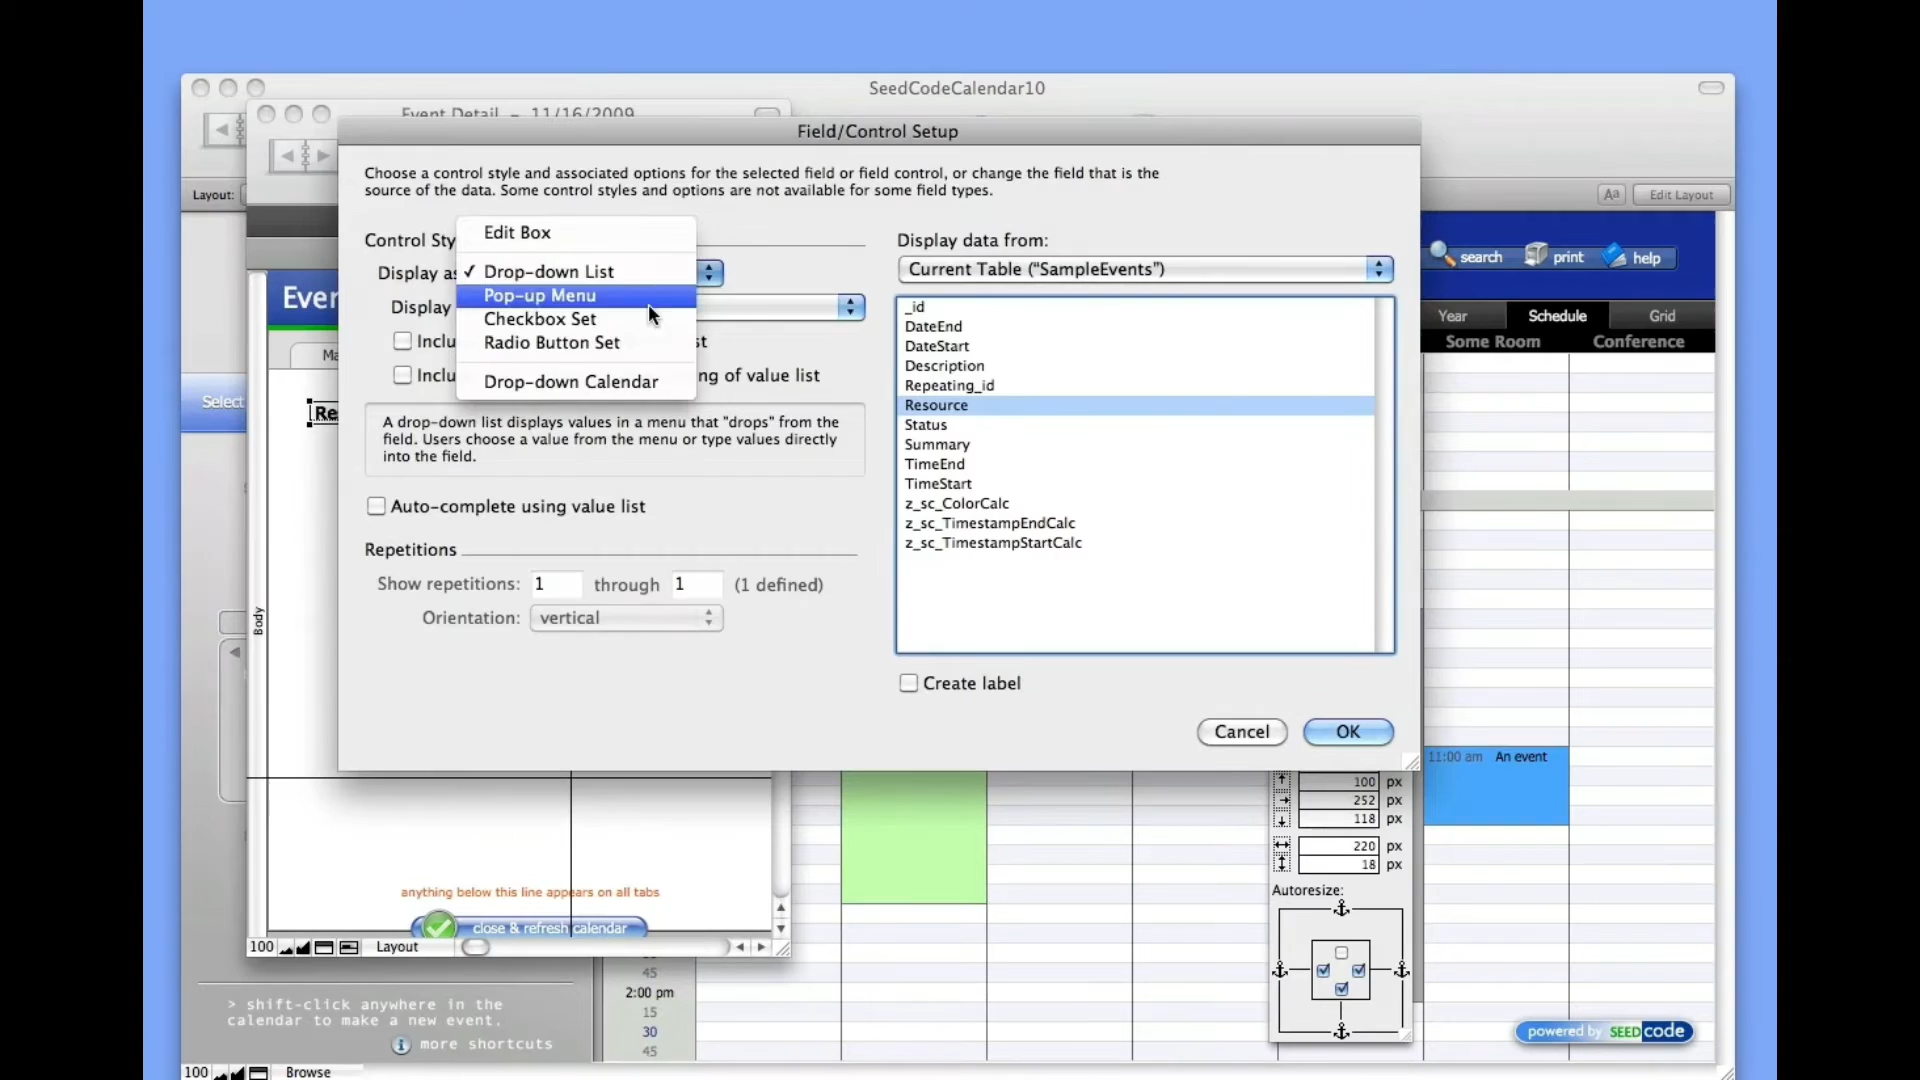 SeedCodeCalendar10
Event Detail - 11/16/2009
Field/Control Setup
Choose a control style and associated options for the selected field or field control, or change the field that is the
source of the data. Some control styles and options are not available for some field types.
Layout:
Aa
Edit Layout
Control Sty
Display as
Display
Inclu
st
Inclu
ng of value list
Edit Box
✓ Drop-down List
Pop-up Menu
Checkbox Set
Radio Button Set
Drop-down Calendar
A drop-down list displays values in a menu that "drops" from the
field. Users choose a value from the menu or type values directly
into the field.
Auto-complete using value list
Repetitions
Show repetitions: 1 through 1 (1 defined)
Orientation: vertical
Display data from:
Current Table ("SampleEvents")
_id
DateEnd
DateStart
Description
Repeating_id
Resource
Status
Summary
TimeEnd
TimeStart
z_sc_ColorCalc
z_sc_TimestampEndCalc
z_sc_TimestampStartCalc
Create label
Cancel
OK
search
print
help
Year
Schedule
Grid
Some Room
Conference
Even
Ma
Select
Re
Body
11:00 am An event
100 px
252 px
118 px
220 px
18 px
Autoresize:
anything below this line appears on all tabs
close & refresh calendar
100
Layout
> shift-click anywhere in the
calendar to make a new event.
more shortcuts
45
2:00 pm
15
30
45
powered by SEEDcode
100
Browse